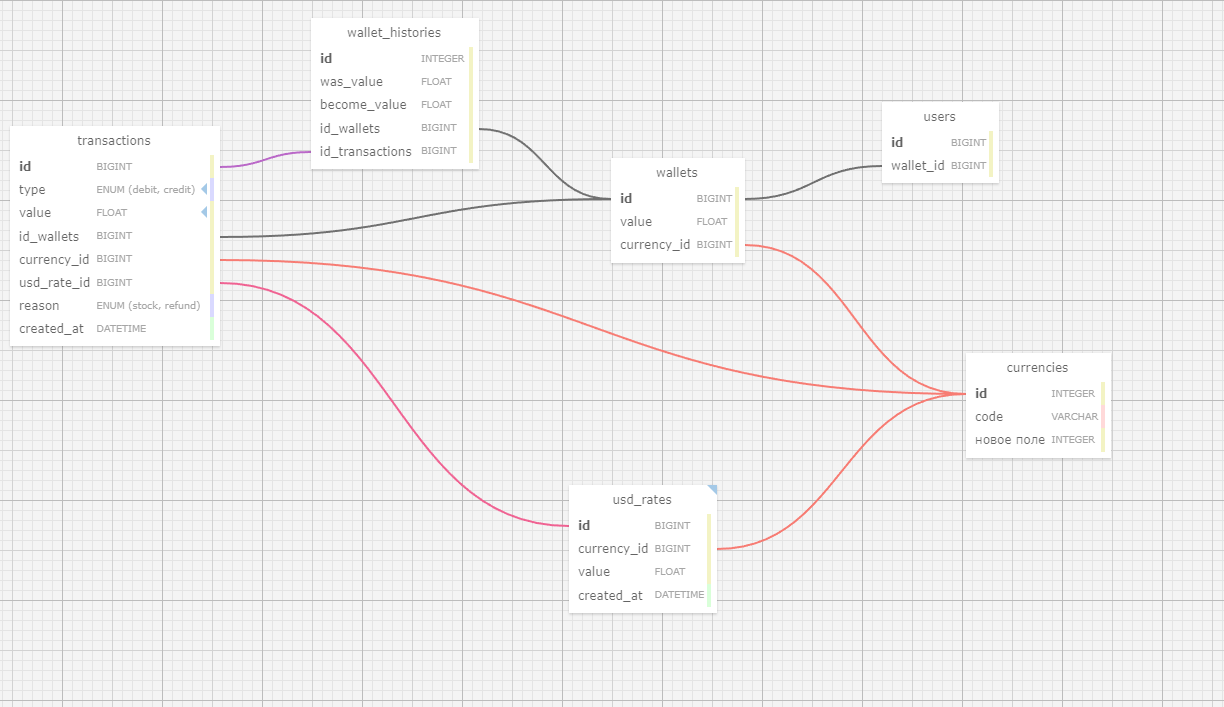 wallet_histories
id INTEGER
was_value FLOAT
become_value FLOAT
id_wallets BIGINT
id_transactions BIGINT
transactions
id BIGINT
type ENUM (debit, credit)
value FLOAT
id_wallets BIGINT
currency_id BIGINT
usd_rate_id BIGINT
reason ENUM (stock, refund)
created_at DATETIME
wallets
id BIGINT
value FLOAT
currency_id BIGINT
users
id BIGINT
wallet_id BIGINT
currencies
id INTEGER
code VARCHAR
новое поле INTEGER
usd_rates
id BIGINT
currency_id BIGINT
value FLOAT
created_at DATETIME